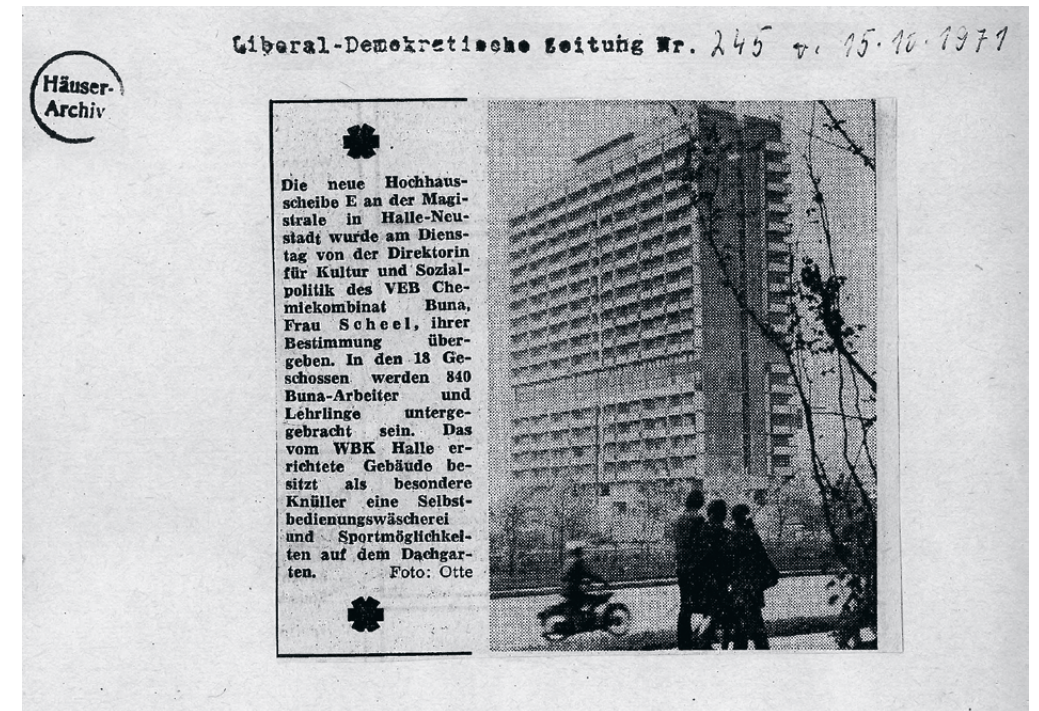 Liberal-Demokratische Zeitung Nr. 245 v. 15.10.1971
Häuser-
Archiv
Die neue Hochhaus-
scheibe E an der Magi-
strale in Halle-Neu-
stadt wurde am Diens-
tag von der Direktorin
für Kultur und Sozial-
politik des VEB Che-
miekombinat Buna,
Frau Scheel, ihrer
Bestimmung über-
geben. In den 18 Ge-
schossen werden 840
Buna-Arbeiter und
Lehrlinge unterge-
gebracht sein. Das
vom WBK Halle er-
richtete Gebäude be-
sitzt als besondere
Knüller eine Selbst-
bedienungswäscherei
und Sportmöglichkei-
ten auf dem Dachgar-
ten. Foto: Otte